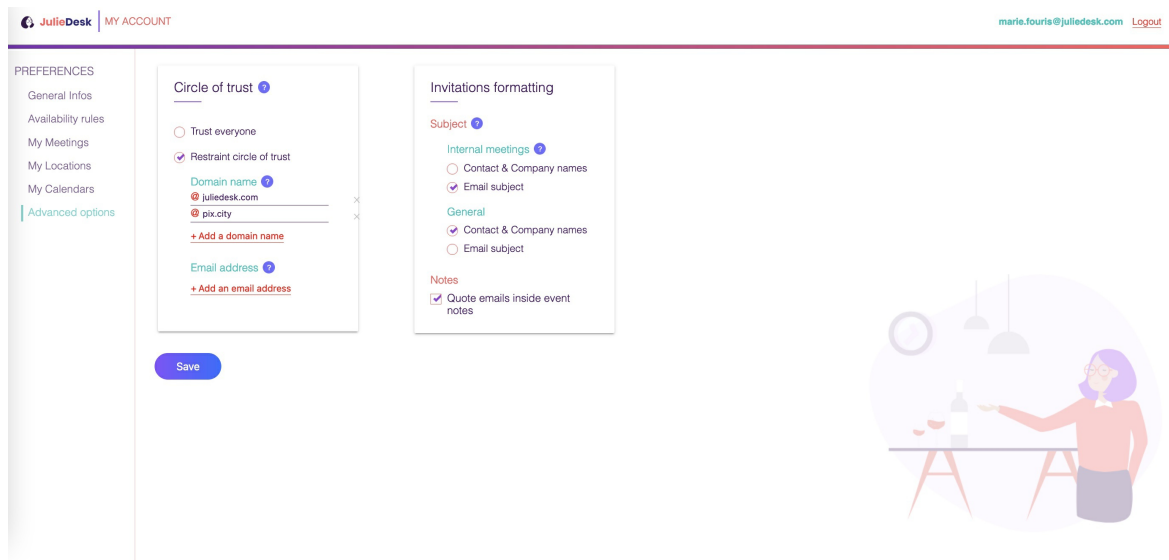 JulieDesk MY ACCOUNT
marie.fouris@juliedesk.com Logout
PREFERENCES
General Infos
Availability rules
My Meetings
My Locations
My Calendars
Advanced options
Circle of trust ?
Trust everyone
Restraint circle of trust
Domain name ?
@ juliedesk.com ×
@ pix.city ×
+ Add a domain name
Email address ?
+ Add an email address
Invitations formatting
Subject ?
Internal meetings ?
Contact & Company names
Email subject
General
Contact & Company names
Email subject
Notes
Quote emails inside event
notes
Save